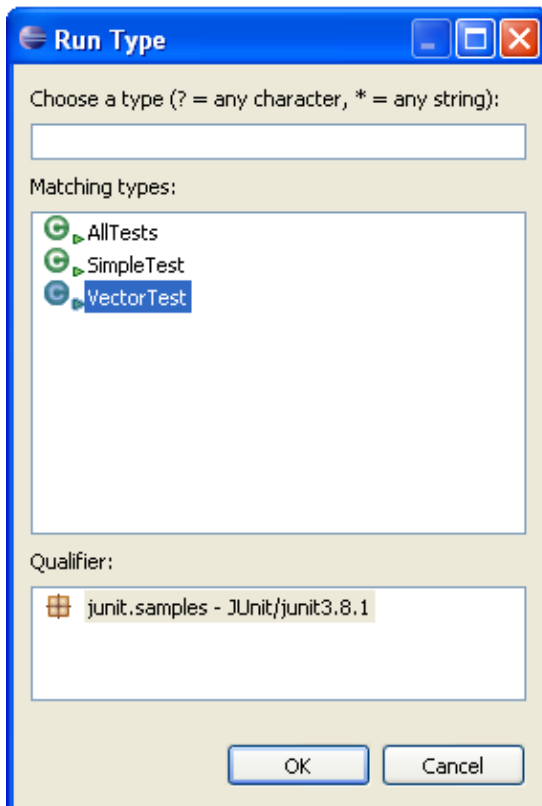 Run Type
Choose a type (? = any character, * = any string):
Matching types:
C AllTests
C SimpleTest
C VectorTest
Qualifier:
junit.samples - JUnit/junit3.8.1
OK Cancel